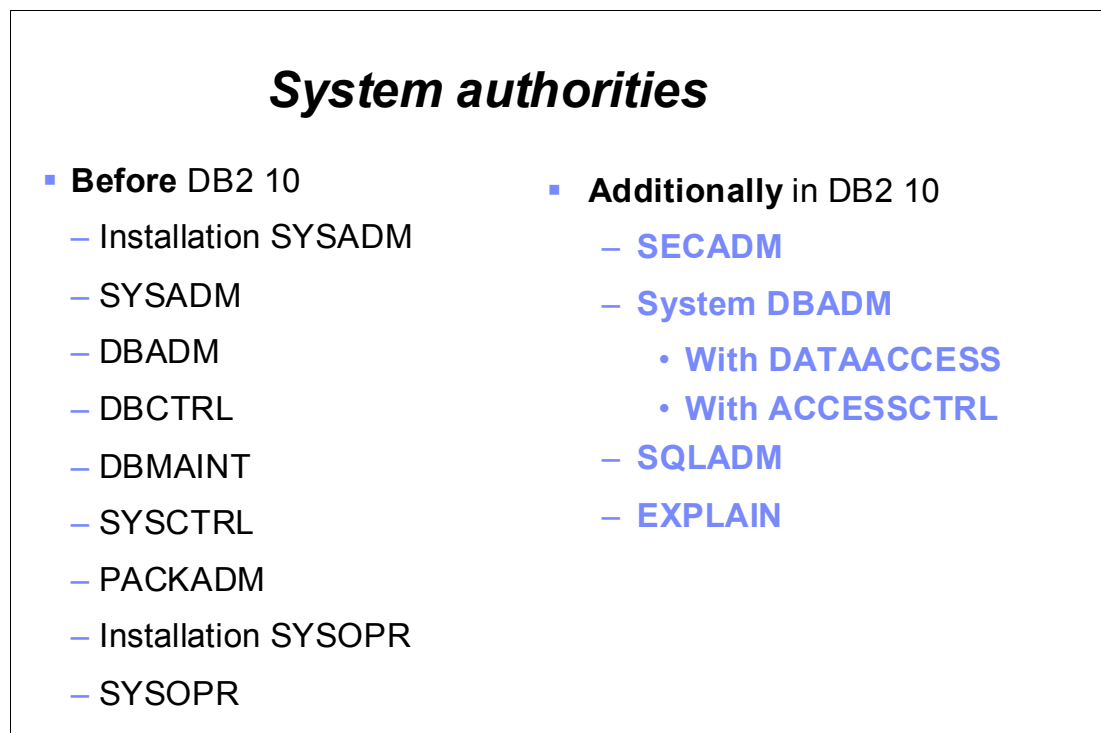 System authorities
▪ Before DB2 10
– Installation SYSADM
– SYSADM
– DBADM
– DBCTRL
– DBMAINT
– SYSCTRL
– PACKADM
– Installation SYSOPR
– SYSOPR
▪ Additionally in DB2 10
– SECADM
– System DBADM
• With DATAACCESS
• With ACCESSCTRL
– SQLADM
– EXPLAIN